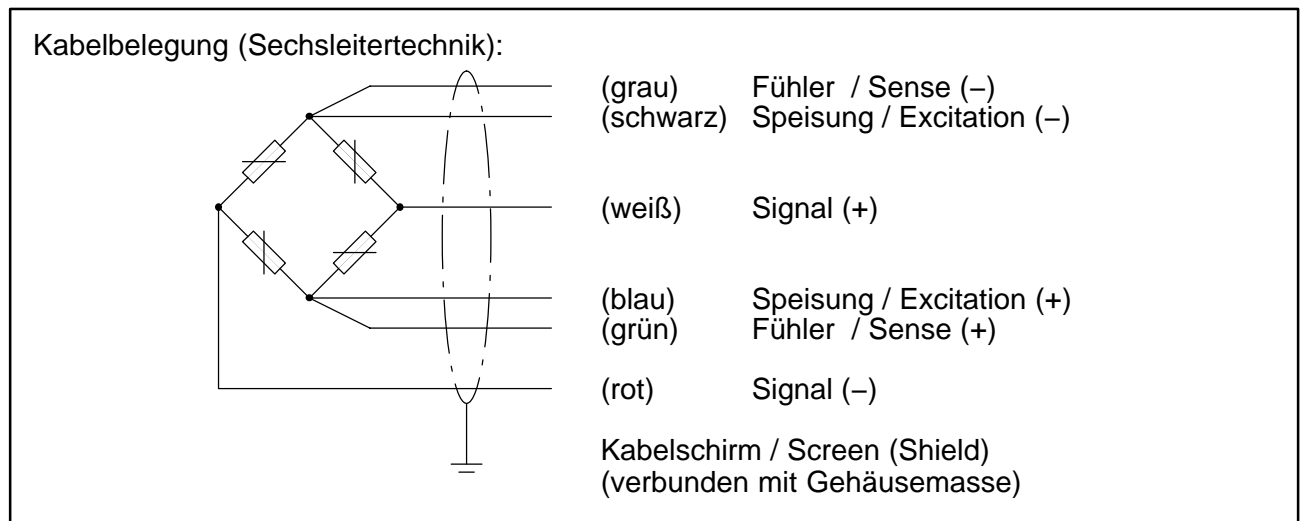 Kabelbelegung (Sechsleitertechnik):
(grau) Fühler / Sense (–)
(schwarz) Speisung / Excitation (–)
(weiß) Signal (+)
(blau) Speisung / Excitation (+)
(grün) Fühler / Sense (+)
(rot) Signal (–)
Kabelschirm / Screen (Shield)
(verbunden mit Gehäusemasse)